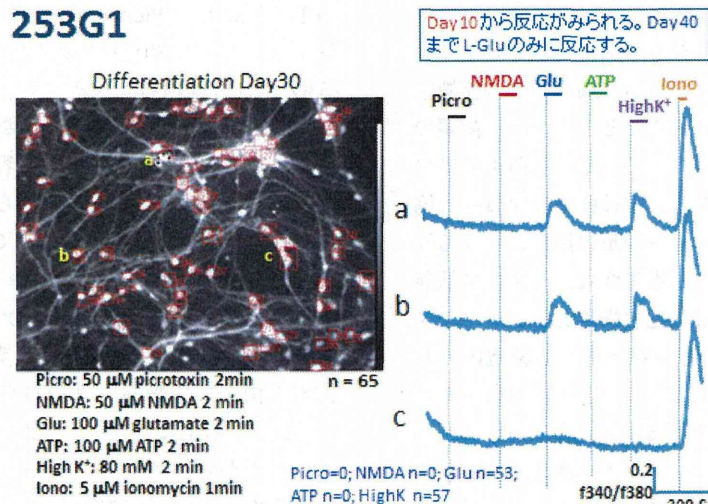 253G1
Day10から反応がみられる。Day40
までL-Gluのみに反応する。
Differentiation Day30
NMDA Glu ATP Iono
Picro HighK⁺
a
b
c
a
b
c
n = 65
Picro: 50 μM picrotoxin 2min
NMDA: 50 μM NMDA 2 min
Glu: 100 μM glutamate 2 min
ATP: 100 μM ATP 2 min
High K⁺: 80 mM 2 min
Iono: 5 μM ionomycin 1min
Picro=0; NMDA n=0; Glu n=53;
ATP n=0; HighK n=57
0.2
f340/f380